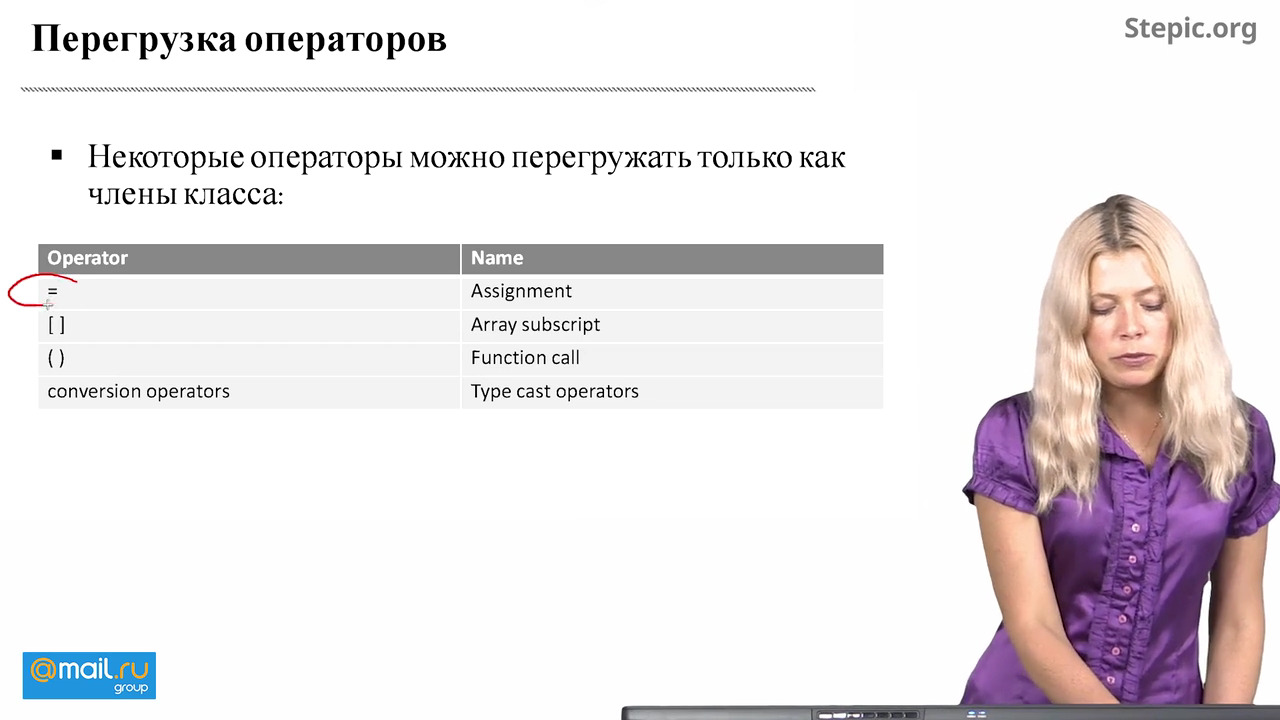 Перегрузка операторов
Stepic.org
Некоторые операторы можно перегружать только как
члены класса:
Operator Name
= Assignment
[ ] Array subscript
( ) Function call
conversion operators Type cast operators
@mail.ru
group